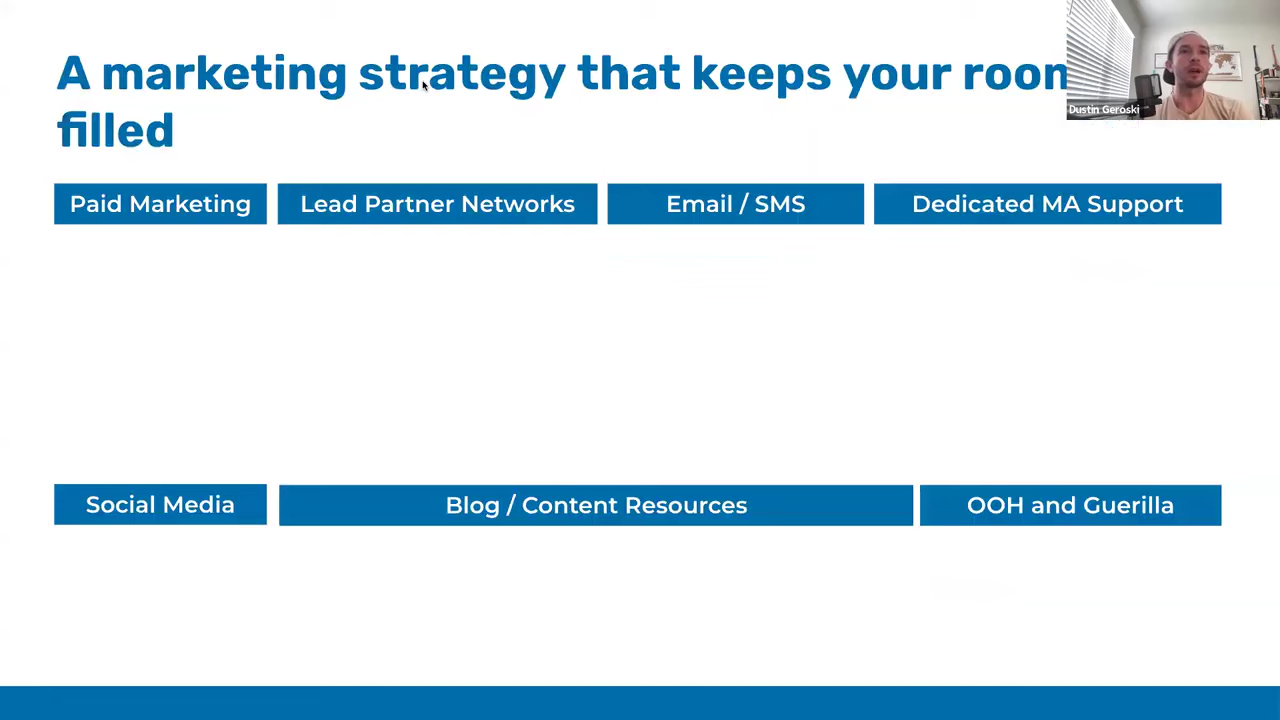 A marketing strategy that keeps your room
filled
Dustin Geroski
Paid Marketing
Lead Partner Networks
Email / SMS
Dedicated MA Support
Social Media
Blog / Content Resources
OOH and Guerilla